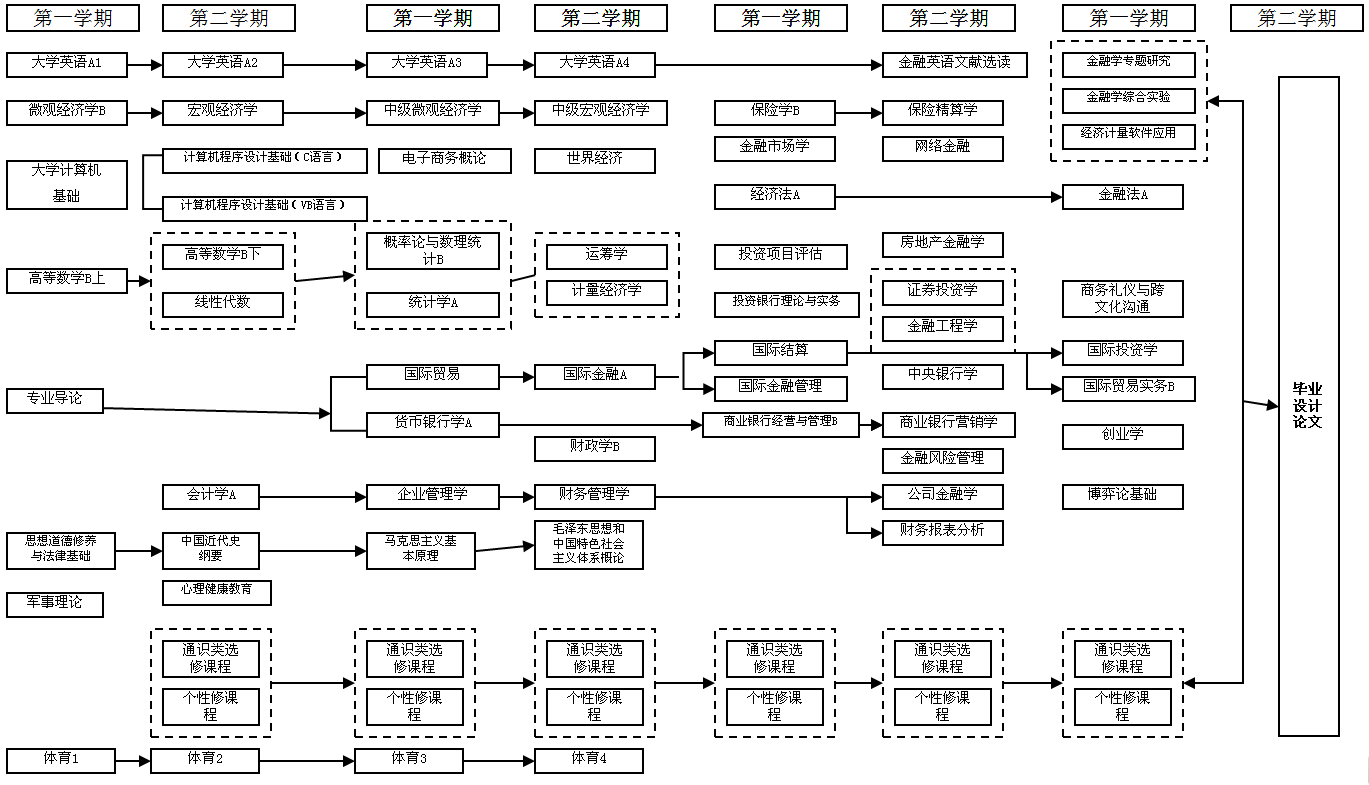 第一学期
第二学期
第一学期
第二学期
第一学期
第二学期
第一学期
第二学期
大学英语A1
大学英语A2
大学英语A3
大学英语A4
金融英语文献选读
金融学专题研究
微观经济学B
宏观经济学
中级微观经济学
中级宏观经济学
保险学B
保险精算学
金融学综合实验
金融市场学
网络金融
经济计量软件应用
大学计算机
基础
计算机程序设计基础(C语言)
电子商务概论
世界经济
计算机程序设计基础(VB语言)
经济法A
金融法A
高等数学B上
高等数学B下
线性代数
概率论与数理统
计B
统计学A
运筹学
计量经济学
投资项目评估
房地产金融学
投资银行理论与实务
证券投资学
金融工程学
商务礼仪与跨
文化沟通
专业导论
国际贸易
国际金融A
国际结算
国际投资学
国际金融管理
中央银行学
国际贸易实务B
货币银行学A
商业银行经营与管理B
商业银行营销学
财政学B
创业学
金融风险管理
毕业
设计
论文
会计学A
企业管理学
财务管理学
公司金融学
博弈论基础
财务报表分析
思想道德修养
与法律基础
中国近代史
纲要
马克思主义基
本原理
毛泽东思想和
中国特色社会
主义体系概论
心理健康教育
军事理论
通识类选
修课程
个性修课
程
通识类选
修课程
个性修课
程
通识类选
修课程
个性修课
程
通识类选
修课程
个性修课
程
通识类选
修课程
个性修课
程
通识类选
修课程
个性修课
程
体育1
体育2
体育3
体育4